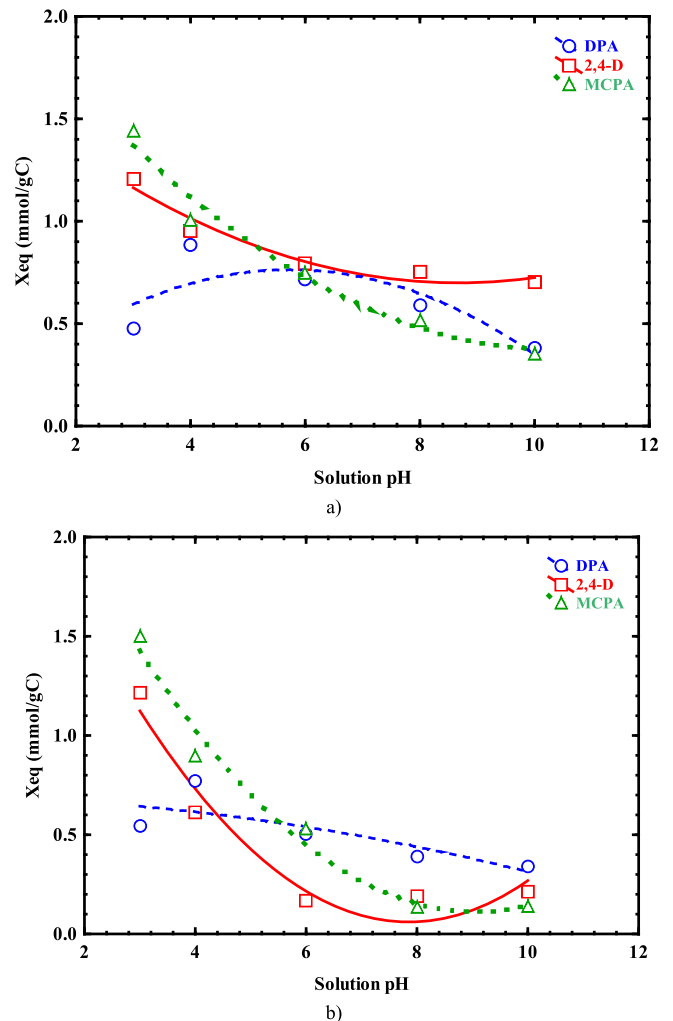 2.0
1.5
1.0
0.5
0.0
Xeq (mmol/gC)
DPA
2,4-D
MCPA
2 4 6 8 10 12
Solution pH
a)
2.0
1.5
1.0
0.5
0.0
Xeq (mmol/gC)
DPA
2,4-D
MCPA
2 4 6 8 10 12
Solution pH
b)